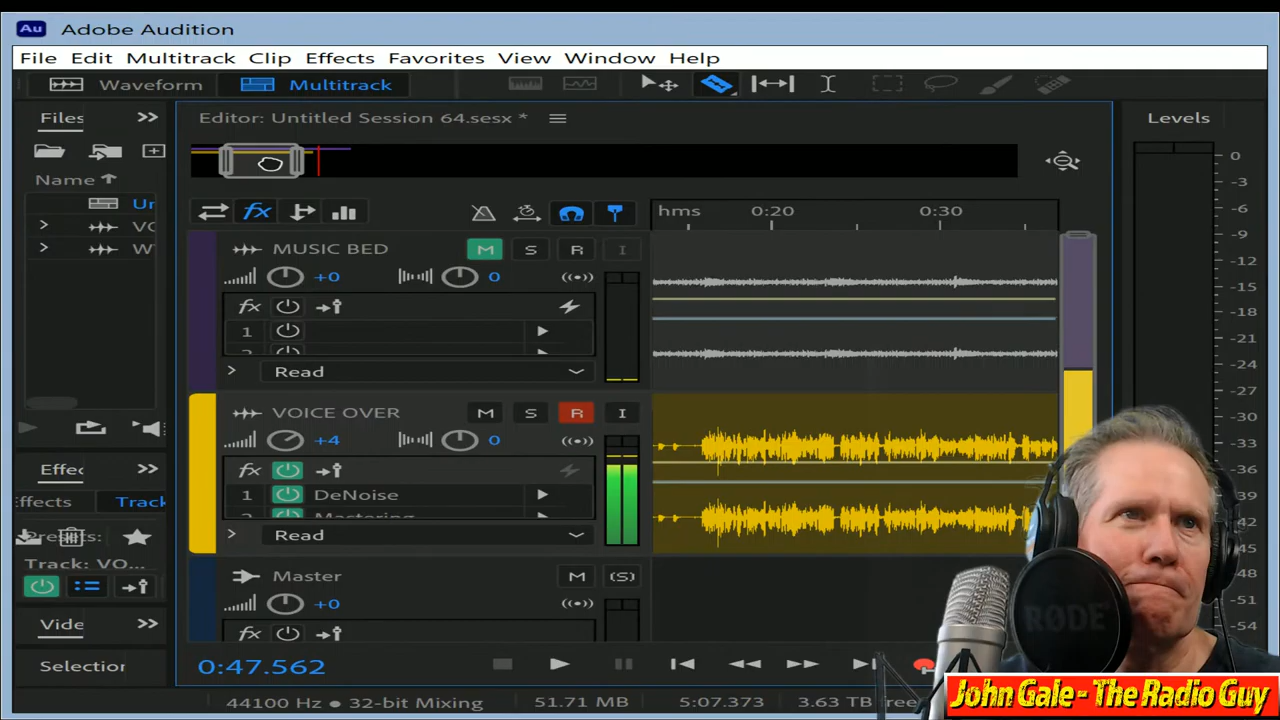 Au Adobe Audition
File Edit Multitrack Clip Effects Favorites View Window Help
Waveform Multitrack
Files
Editor: Untitled Session 64.sesx *
Levels
Name
Un
VO
W
hms 0:20 0:30
MUSIC BED M S R I
+0 0
fx
1
Read
VOICE OVER M S R I
+4 0
fx
1 DeNoise
Mastering
Read
Master M (S)
+0
fx
Effec
Effects Track
Presets:
Track: VO...
Vide
Selection
0
-3
-6
-9
-12
-15
-18
-21
-24
-27
-30
-33
-36
39
42
-45
-48
-51
-54
RØDE
0:47.562
44100 Hz ● 32-bit Mixing 51.71 MB 5:07.373 3.63 TB free
John Gale - The Radio Guy